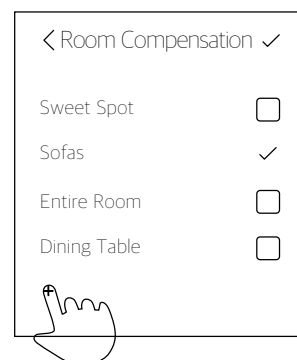 Room Compensation
Sweet Spot
Sofas
Entire Room
Dining Table